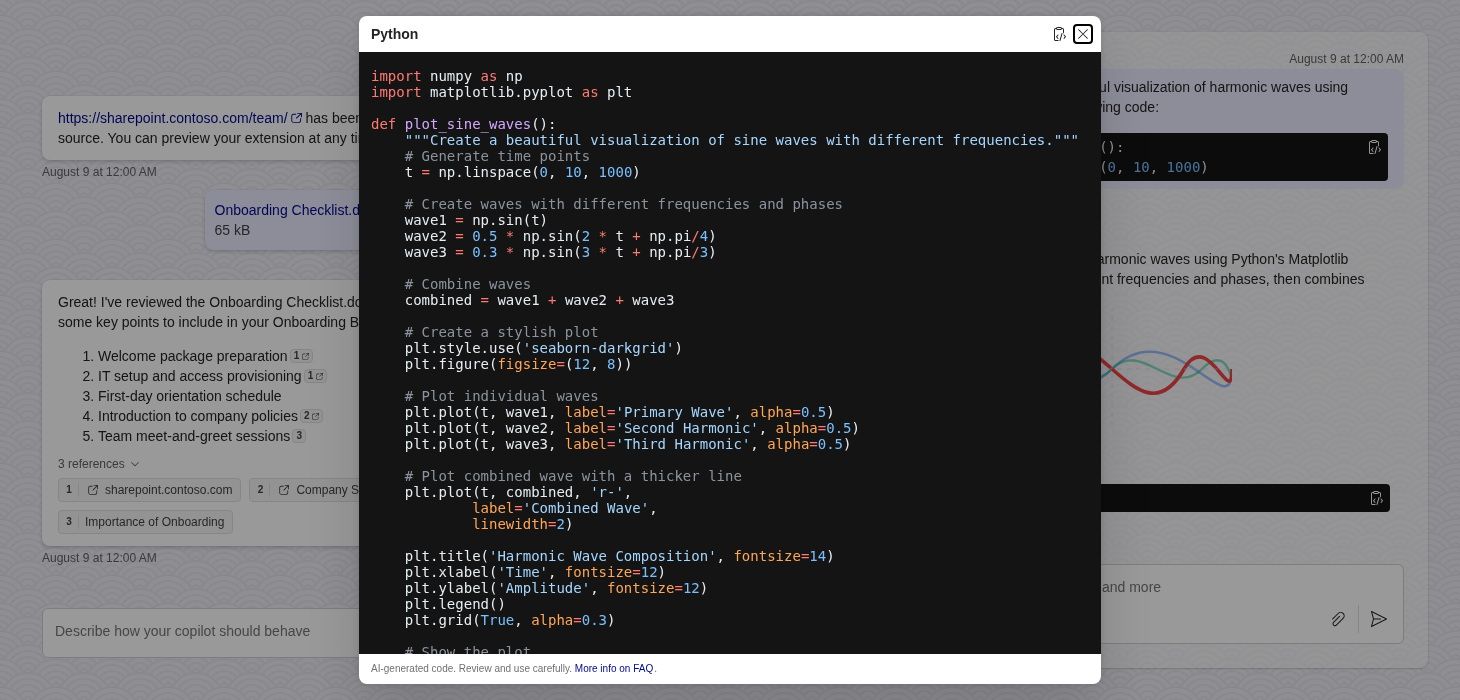 Python
import numpy as np
import matplotlib.pyplot as plt
def plot_sine_waves():
    """Create a beautiful visualization of sine waves with different frequencies."""
    # Generate time points
    t = np.linspace(0, 10, 1000)
    # Create waves with different frequencies and phases
    wave1 = np.sin(t)
    wave2 = 0.5 * np.sin(2 * t + np.pi/4)
    wave3 = 0.3 * np.sin(3 * t + np.pi/3)
    # Combine waves
    combined = wave1 + wave2 + wave3
    # Create a stylish plot
    plt.style.use('seaborn-darkgrid')
    plt.figure(figsize=(12, 8))
    # Plot individual waves
    plt.plot(t, wave1, label='Primary Wave', alpha=0.5)
    plt.plot(t, wave2, label='Second Harmonic', alpha=0.5)
    plt.plot(t, wave3, label='Third Harmonic', alpha=0.5)
    # Plot combined wave with a thicker line
    plt.plot(t, combined, 'r-',
            label='Combined Wave',
            linewidth=2)
    plt.title('Harmonic Wave Composition', fontsize=14)
    plt.xlabel('Time', fontsize=12)
    plt.ylabel('Amplitude', fontsize=12)
    plt.legend()
    plt.grid(True, alpha=0.3)
    # Show the plot
AI-generated code. Review and use carefully. More info on FAQ.
https://sharepoint.contoso.com/team/ has been
source. You can preview your extension at any
August 9 at 12:00 AM
Onboarding Checklist.d
65 kB
Great! I've reviewed the Onboarding Checklist.do
some key points to include in your Onboarding B
1. Welcome package preparation 1
2. IT setup and access provisioning 1
3. First-day orientation schedule
4. Introduction to company policies 2
5. Team meet-and-greet sessions 3
3 references
1 sharepoint.contoso.com
2 Company S
3 Importance of Onboarding
August 9 at 12:00 AM
Describe how your copilot should behave
August 9 at 12:00 AM
ul visualization of harmonic waves using
ving code:
():
(0, 10, 1000)
armonic waves using Python's Matplotlib
nt frequencies and phases, then combines
and more